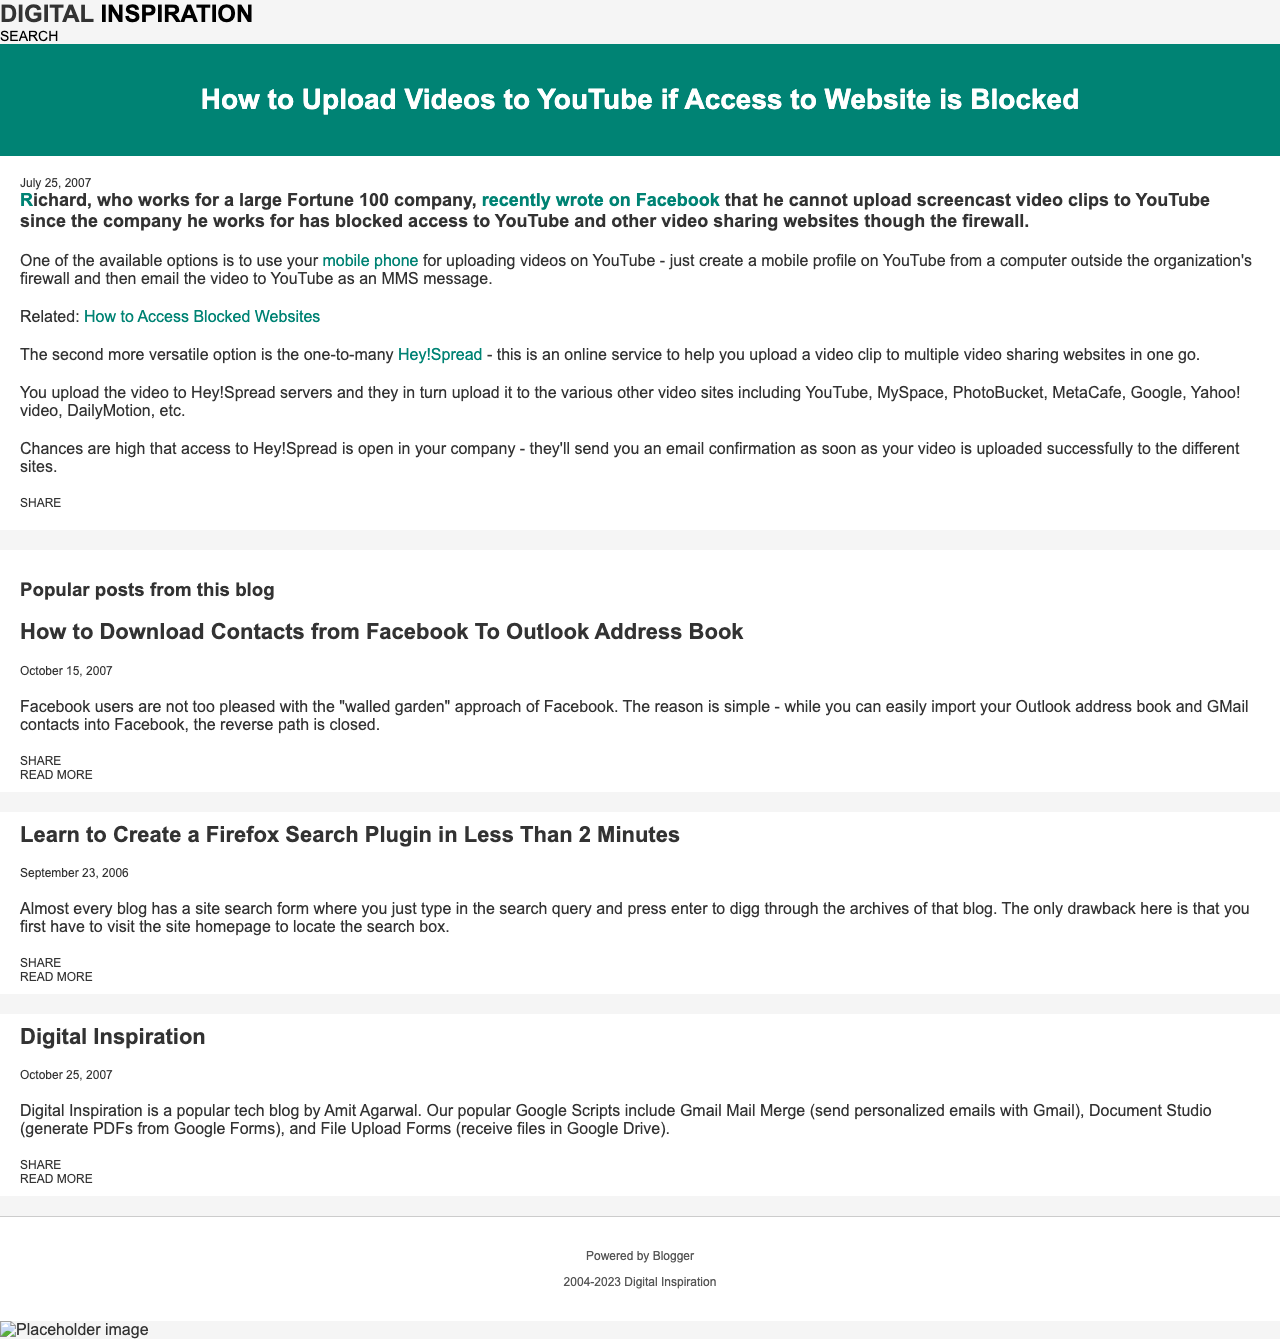 DIGITAL INSPIRATION
SEARCH
How to Upload Videos to YouTube if Access to Website is Blocked
July 25, 2007
Richard, who works for a large Fortune 100 company, recently wrote on Facebook that he cannot upload screencast video clips to YouTube
since the company he works for has blocked access to YouTube and other video sharing websites though the firewall.
One of the available options is to use your mobile phone for uploading videos on YouTube - just create a mobile profile on YouTube from a computer outside the organization's
firewall and then email the video to YouTube as an MMS message.
Related: How to Access Blocked Websites
The second more versatile option is the one-to-many Hey!Spread - this is an online service to help you upload a video clip to multiple video sharing websites in one go.
You upload the video to Hey!Spread servers and they in turn upload it to the various other video sites including YouTube, MySpace, PhotoBucket, MetaCafe, Google, Yahoo!
video, DailyMotion, etc.
Chances are high that access to Hey!Spread is open in your company - they'll send you an email confirmation as soon as your video is uploaded successfully to the different
sites.
SHARE
Popular posts from this blog
How to Download Contacts from Facebook To Outlook Address Book
October 15, 2007
Facebook users are not too pleased with the "walled garden" approach of Facebook. The reason is simple - while you can easily import your Outlook address book and GMail
contacts into Facebook, the reverse path is closed.
SHARE
READ MORE
Learn to Create a Firefox Search Plugin in Less Than 2 Minutes
September 23, 2006
Almost every blog has a site search form where you just type in the search query and press enter to digg through the archives of that blog. The only drawback here is that you
first have to visit the site homepage to locate the search box.
SHARE
READ MORE
Digital Inspiration
October 25, 2007
Digital Inspiration is a popular tech blog by Amit Agarwal. Our popular Google Scripts include Gmail Mail Merge (send personalized emails with Gmail), Document Studio
(generate PDFs from Google Forms), and File Upload Forms (receive files in Google Drive).
SHARE
READ MORE
Powered by Blogger
2004-2023 Digital Inspiration
Placeholder image